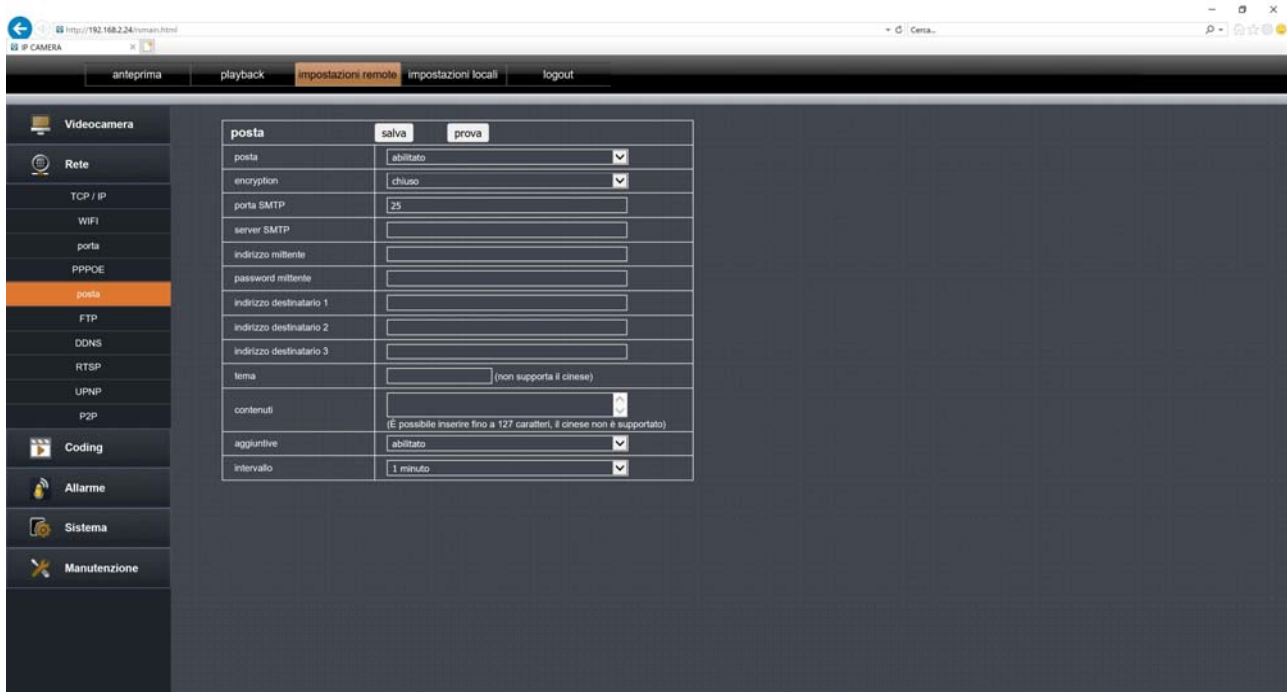 http://192.168.2.24/romain.html
Cerca...
IP CAMERA
anteprima
playback
impostazioni remote
impostazioni locali
logout
Videocamera
Rete
TCP / IP
WIFI
porta
PPPOE
posta
FTP
DDNS
RTSP
UPNP
P2P
Coding
Allarme
Sistema
Manutenzione
posta salva prova
posta abilitato
encryption chiuso
porta SMTP 25
server SMTP
indirizzo mittente
password mittente
indirizzo destinatario 1
indirizzo destinatario 2
indirizzo destinatario 3
tema (non supporta il cinese)
contenuti
(È possibile inserire fino a 127 caratteri, il cinese non è supportato)
aggiuntive abilitato
intervallo 1 minuto